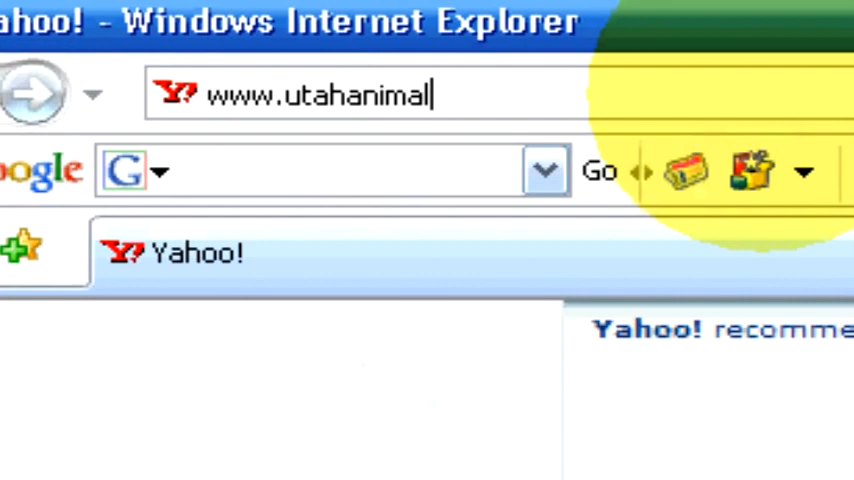 ahoo! - Windows Internet Explorer
Y! www.utahanimal
oogle G Go
Y! Yahoo!
Yahoo! recomme